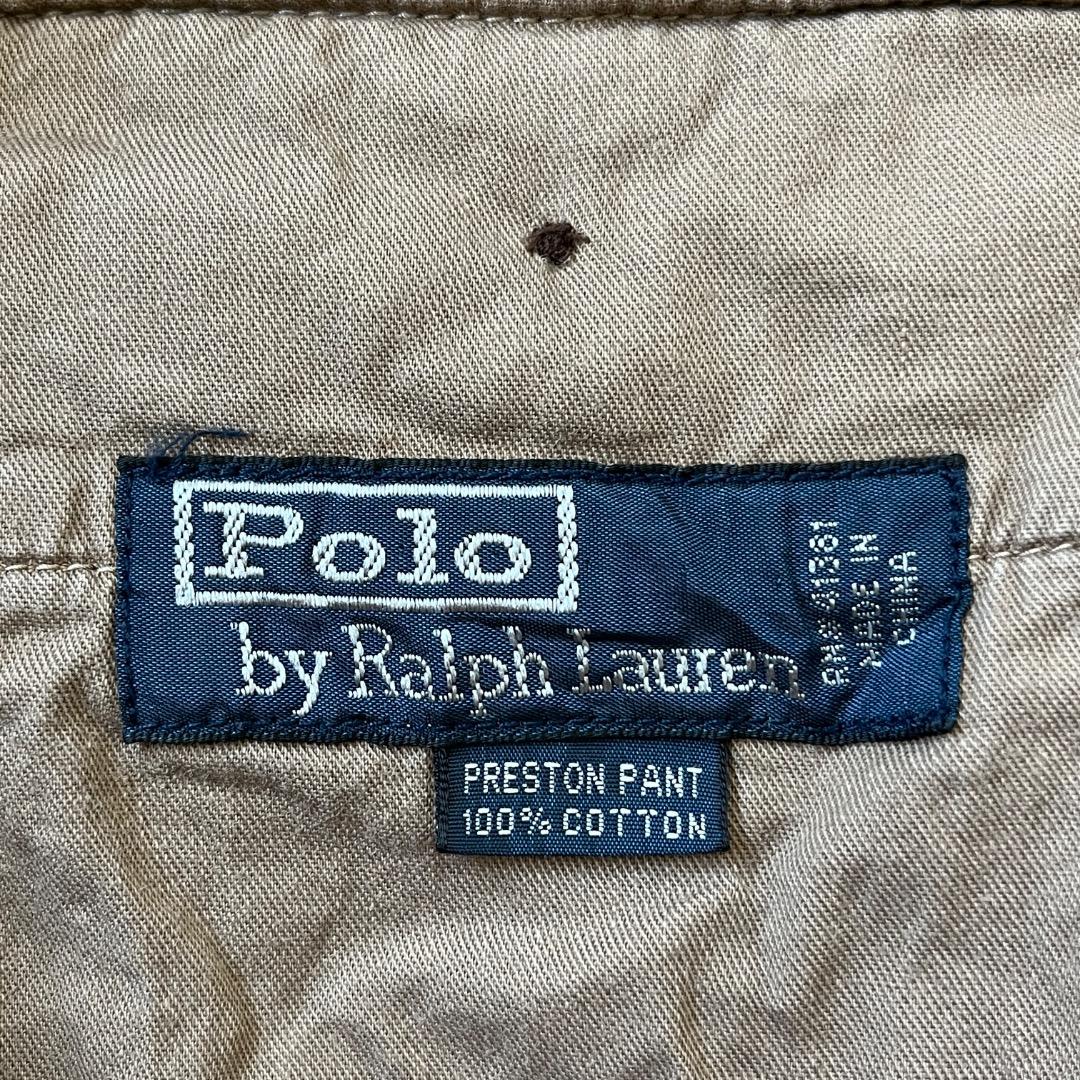 Polo
by Ralph Lauren
RN# 41381
MADE IN
CHINA
PRESTON PANT
100% COTTON